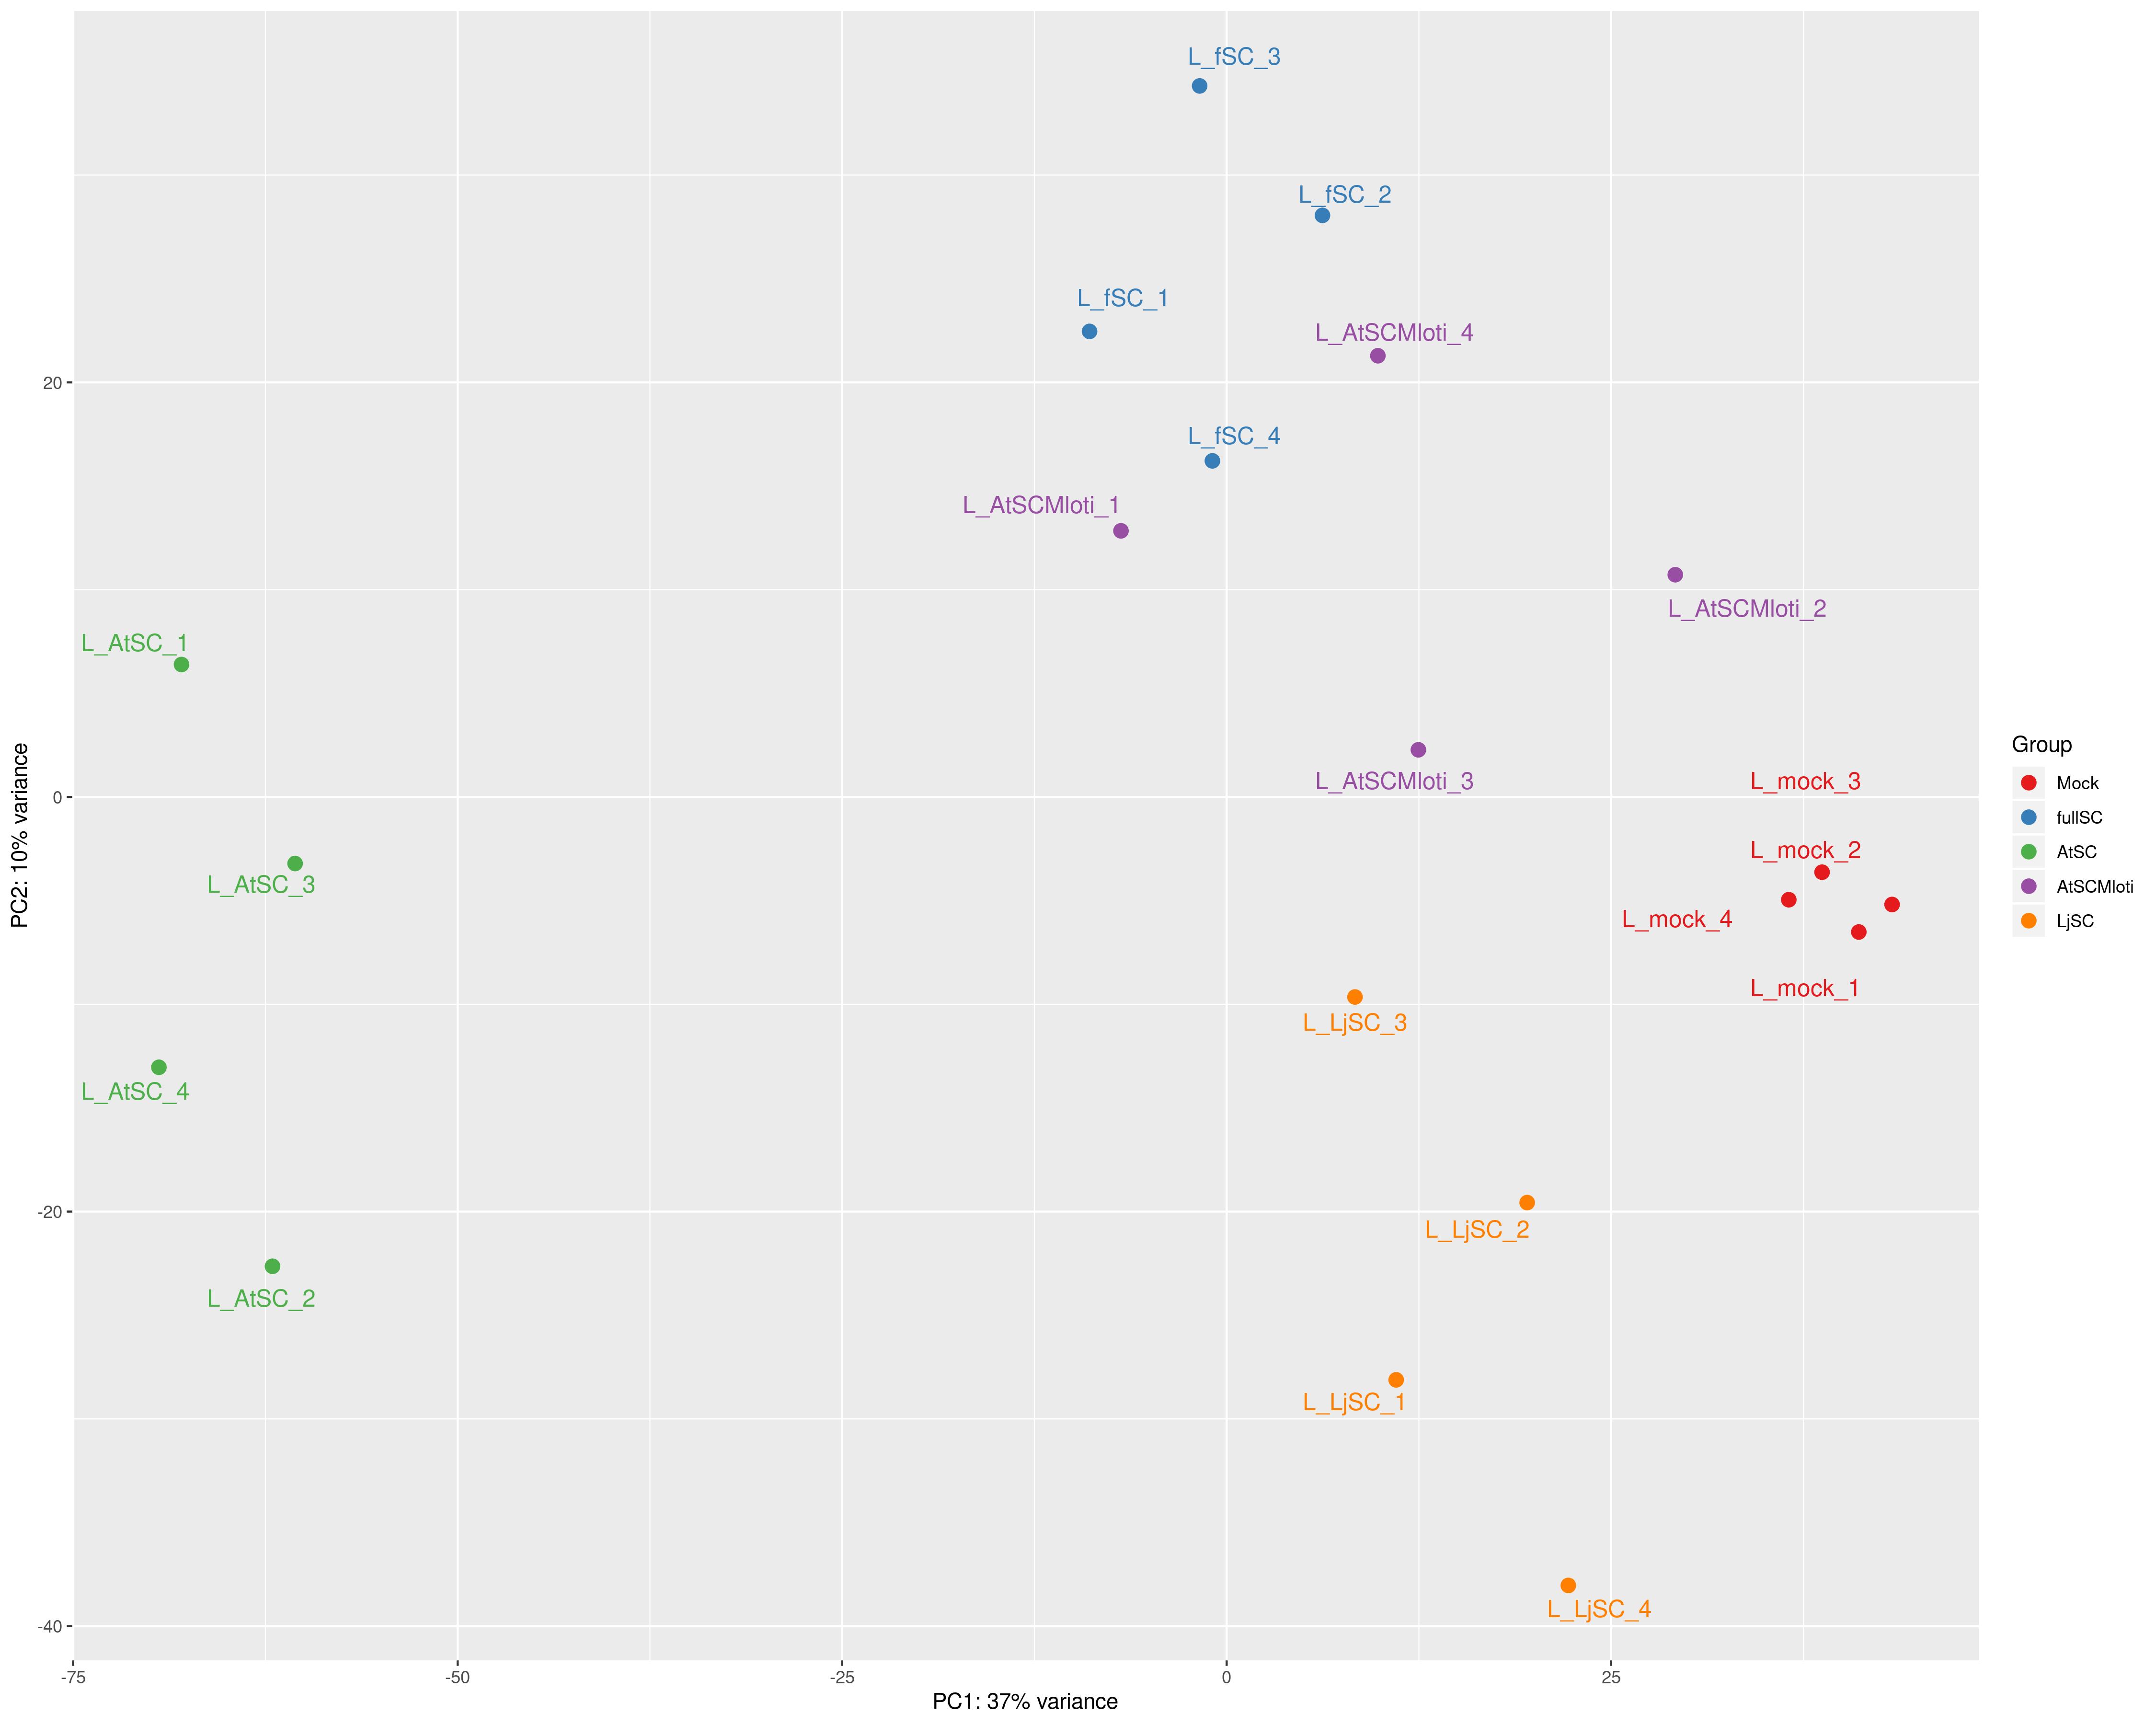 L_fSC_3
L_fSC_2
L_fSC_1
L_AtSCMloti_4
20
L_fSC_4
L_AtSCMloti_1
L_AtSCMloti_2
L_AtSC_1
L_AtSCMloti_3
L_mock_3
0
L_mock_2
L_AtSC_3
L_mock_4
L_mock_1
L_LjSC_3
L_AtSC_4
-20
L_LjSC_2
L_AtSC_2
L_LjSC_1
L_LjSC_4
-40
-75 -50 -25 0 25
PC1: 37% variance
PC2: 10% variance
Group
Mock
fullSC
AtSC
AtSCMloti
LjSC